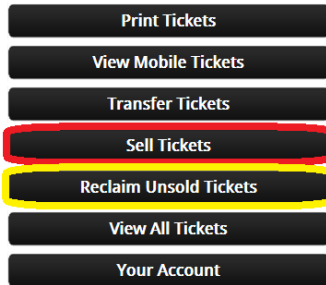 Print Tickets
View Mobile Tickets
Transfer Tickets
Sell Tickets
Reclaim Unsold Tickets
View All Tickets
Your Account